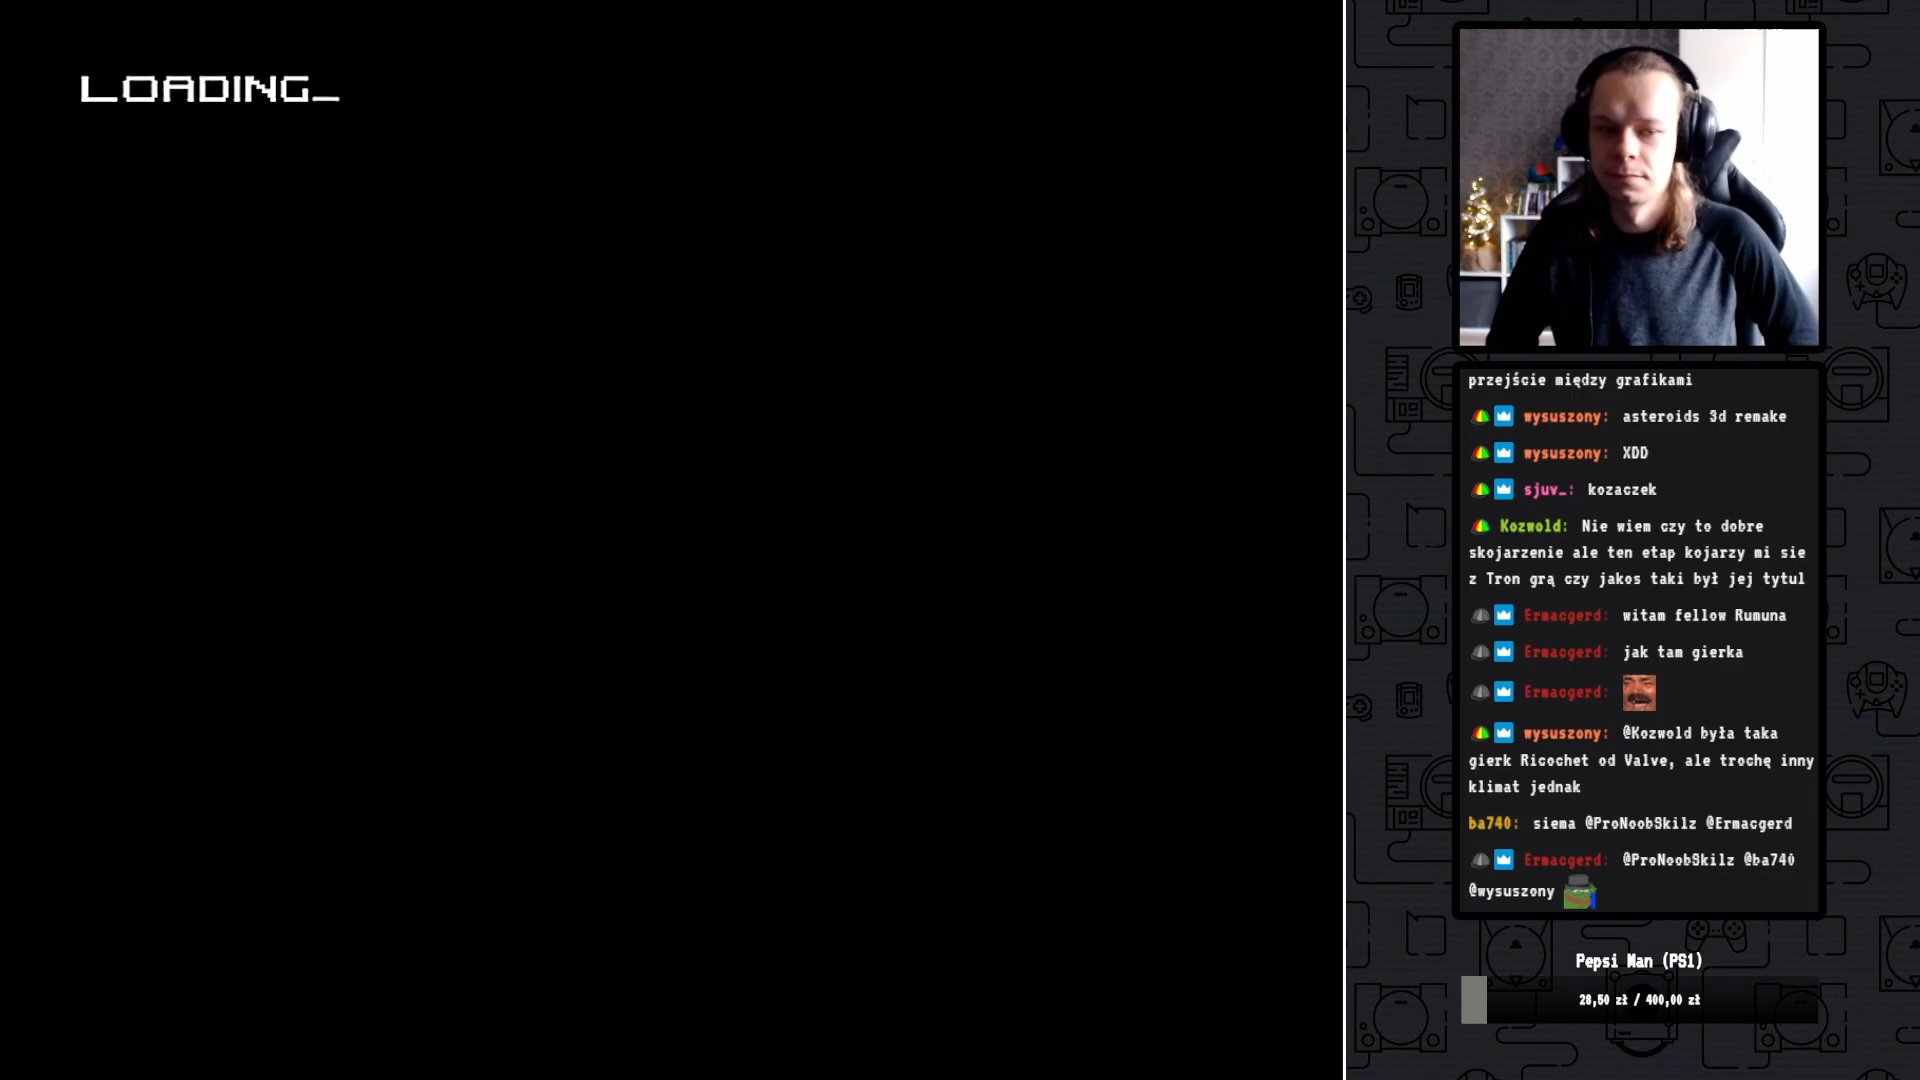 LOADING_
przejście między grafikami
wysuszony: asteroids 3d remake
wysuszony: XDD
sjuv_: kozaczek
Kozwold: Nie wiem czy to dobre
skojarzenie ale ten etap kojarzy mi sie
z Tron grą czy jakos taki był jej tytul
Ermacgerd: witam fellow Rumuna
Ermacgerd: jak tam gierka
Ermacgerd:
wysuszony: @Kozwold była taka
gierk Ricochet od Valve, ale trochę inny
klimat jednak
ba740: siema @ProNoobSkilz @Ermacgerd
Ermacgerd: @ProNoobSkilz @ba740
@wysuszony
Pepsi Man (PS1)
28,50 zł / 400,00 zł